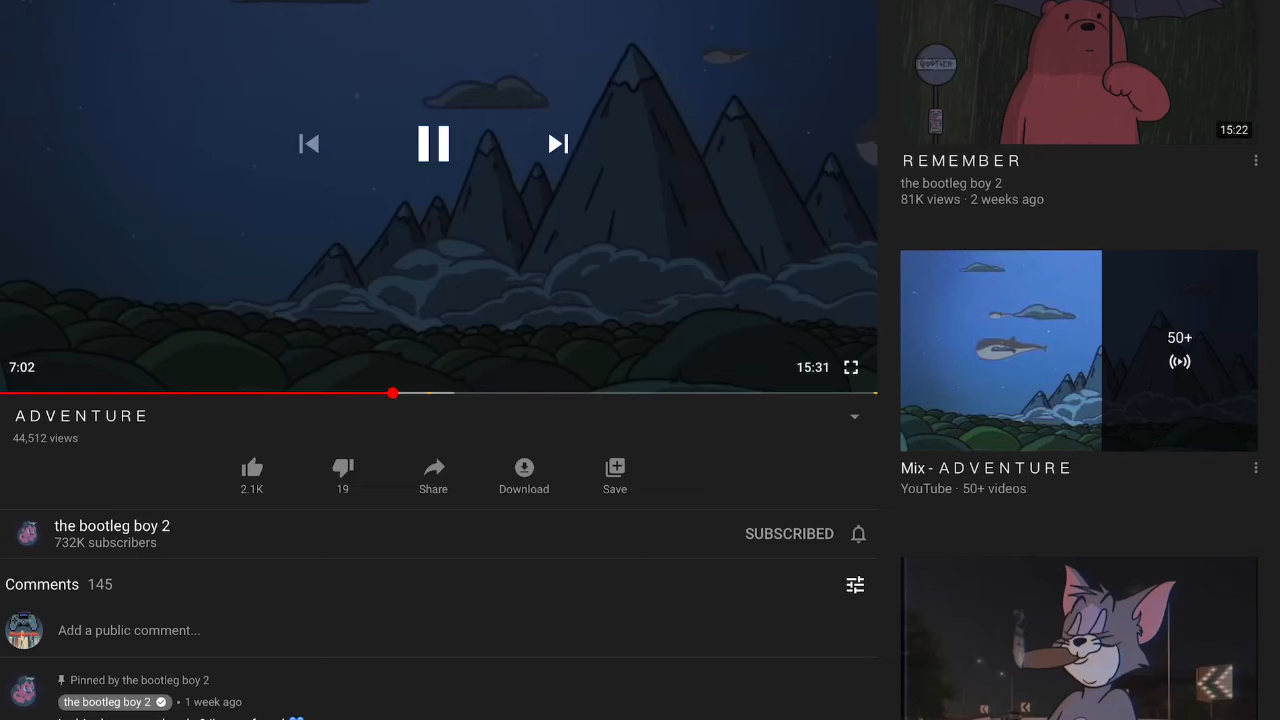 7:02
15:31
A D V E N T U R E
44,512 views
2.1K
19
Share
Download
Save
the bootleg boy 2
732K subscribers
SUBSCRIBED
Comments 145
Add a public comment...
Pinned by the bootleg boy 2
the bootleg boy 2 • 1 week ago
15:22
R E M E M B E R
the bootleg boy 2
81K views · 2 weeks ago
50+
Mix - A D V E N T U R E
YouTube · 50+ videos